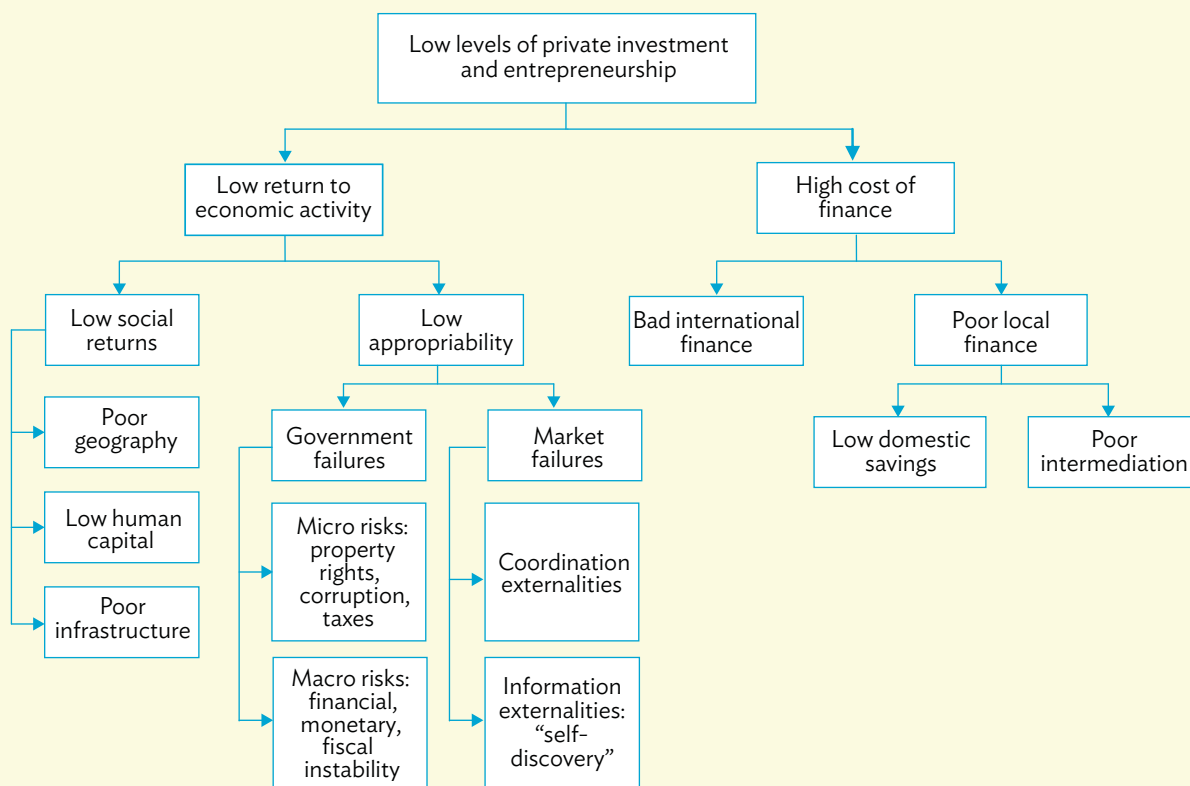 Low levels of private investment
and entrepreneurship
Low return to
economic activity
High cost of
finance
Low social
returns
Low
appropriability
Bad international
finance
Poor local
finance
Poor
geography
Government
failures
Market
failures
Low domestic
savings
Poor
intermediation
Low human
capital
Micro risks:
property
rights,
corruption,
taxes
Coordination
externalities
Poor
infrastructure
Macro risks:
financial,
monetary,
fiscal
instability
Information
externalities:
“self-
discovery”